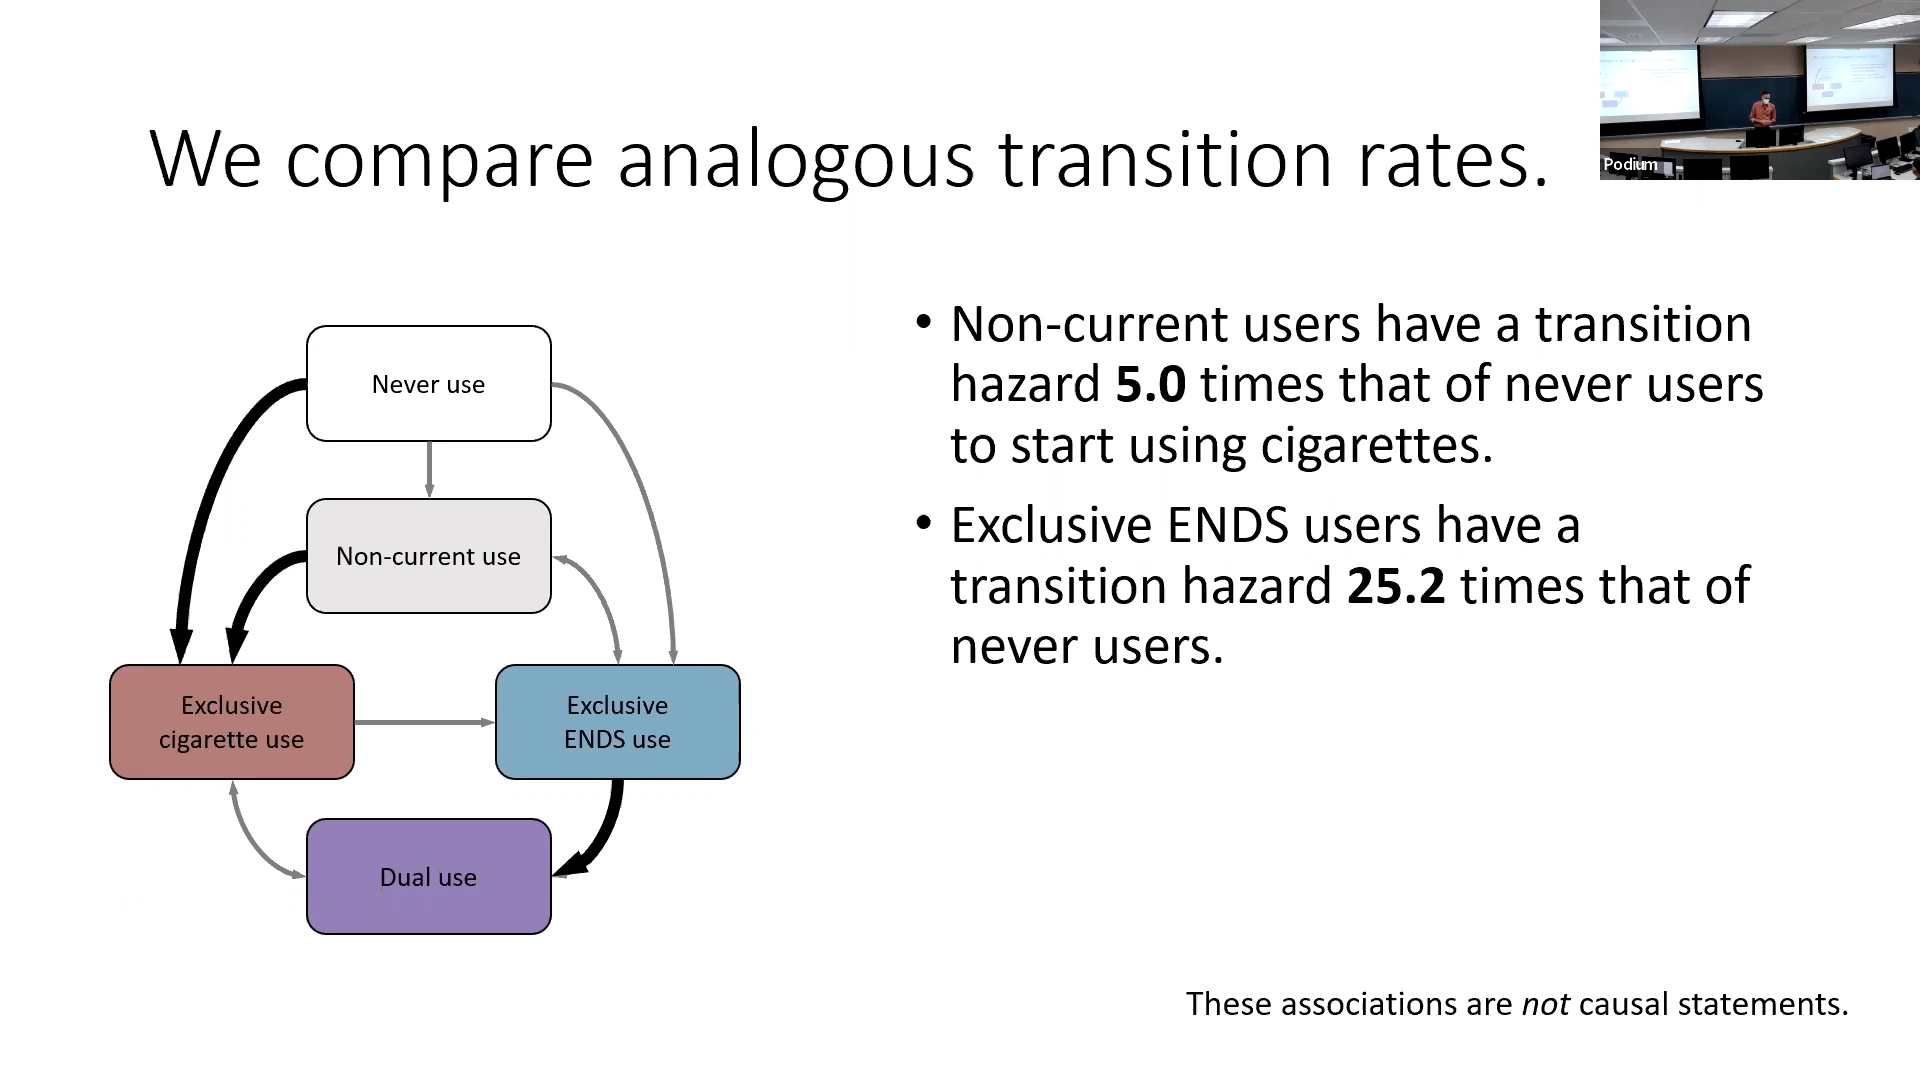 We compare analogous transition rates.
Podium
Never use
Non-current use
Exclusive
cigarette use
Exclusive
ENDS use
Dual use
• Non-current users have a transition
hazard 5.0 times that of never users
to start using cigarettes.
• Exclusive ENDS users have a
transition hazard 25.2 times that of
never users.
These associations are not causal statements.